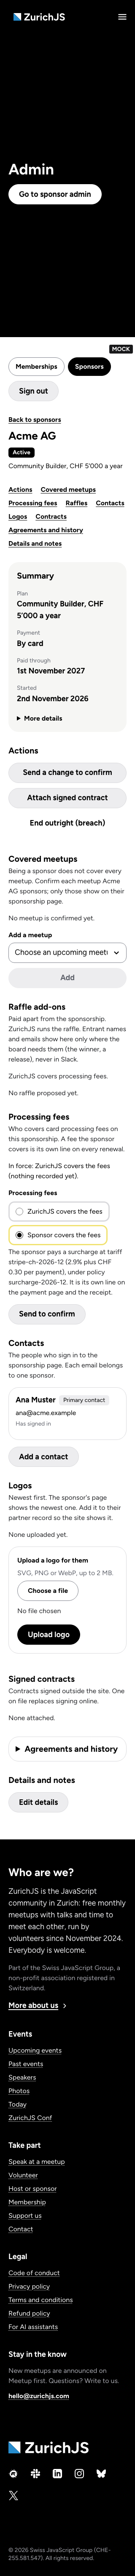 ZurichJS
Admin
Go to sponsor admin
MOCK
Memberships
Sponsors
Sign out
Back to sponsors
Acme AG
Active
Community Builder, CHF 5'000 a year
Actions
Covered meetups
Processing fees
Raffles
Contacts
Logos
Contracts
Agreements and history
Details and notes
Summary
Plan
Community Builder, CHF
5'000 a year
Payment
By card
Paid through
1st November 2027
Started
2nd November 2026
More details
Actions
Send a change to confirm
Attach signed contract
End outright (breach)
Covered meetups
Being a sponsor does not cover every
meetup. Confirm each meetup Acme
AG sponsors; only those show on their
sponsorship page.
No meetup is confirmed yet.
Add a meetup
Choose an upcoming meetu
Add
Raffle add-ons
Paid apart from the sponsorship.
ZurichJS runs the raffle. Entrant names
and emails show here only where who
entered needs them (the winner, a
release), never in Slack.
ZurichJS covers processing fees.
No raffle proposed yet.
Processing fees
Who covers card processing fees on
this sponsorship. A fee the sponsor
covers is its own line on every renewal.
In force: ZurichJS covers the fees
(nothing recorded yet).
Processing fees
ZurichJS covers the fees
Sponsor covers the fees
The sponsor pays a surcharge at tariff
stripe-ch-2026-12 (2.9% plus CHF
0.30 per payment), under policy
surcharge-2026-12. It is its own line on
the payment page and the receipt.
Send to confirm
Contacts
The people who sign in to the
sponsorship page. Each email belongs
to one sponsor.
Ana Muster
Primary contact
ana@acme.example
Has signed in
Add a contact
Logos
Newest first. The sponsor's page
shows the newest one. Add it to their
partner record so the site shows it.
None uploaded yet.
Upload a logo for them
SVG, PNG or WebP, up to 2 MB.
Choose a file
No file chosen
Upload logo
Signed contracts
Contracts signed outside the site. One
on file replaces signing online.
None attached.
Agreements and history
Details and notes
Edit details
Who are we?
ZurichJS is the JavaScript
community in Zurich: free monthly
meetups with talks and time to
meet each other, run by
volunteers since November 2024.
Everybody is welcome.
Part of the Swiss JavaScript Group, a
non-profit association registered in
Switzerland.
More about us
Events
Upcoming events
Past events
Speakers
Photos
Today
ZurichJS Conf
Take part
Speak at a meetup
Volunteer
Host or sponsor
Membership
Support us
Contact
Legal
Code of conduct
Privacy policy
Terms and conditions
Refund policy
For AI assistants
Stay in the know
New meetups are announced on
Meetup first. Questions? Write to us.
hello@zurichjs.com
ZurichJS
© 2026 Swiss JavaScript Group (CHE-
255.581.547). All rights reserved.